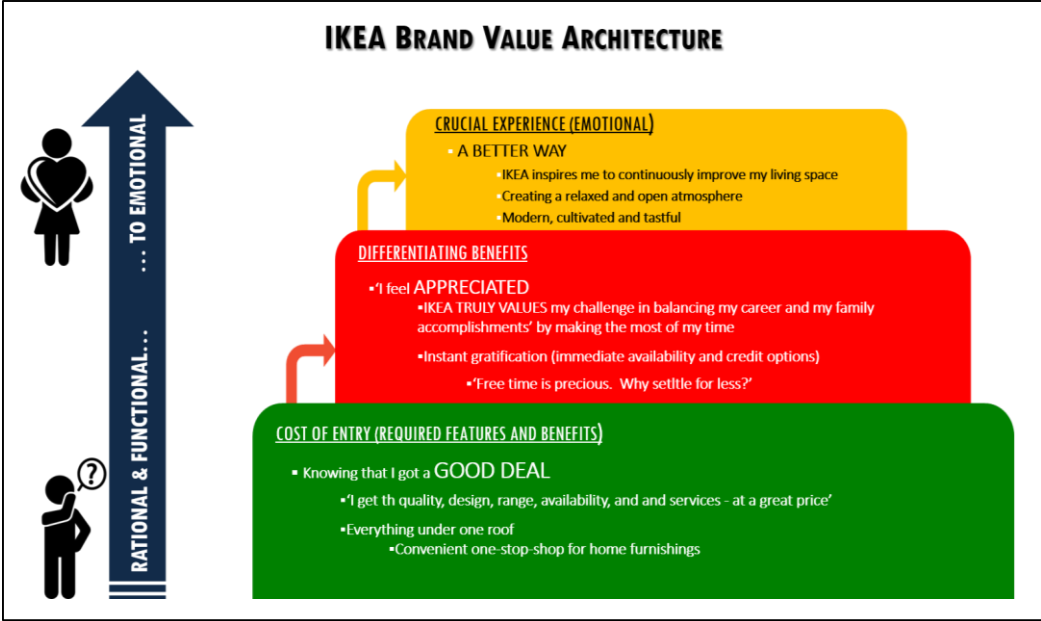 IKEA BRAND VALUE ARCHITECTURE
... TO EMOTIONAL
RATIONAL & FUNCTIONAL...
?
CRUCIAL EXPERIENCE (EMOTIONAL)
▪ A BETTER WAY
▪IKEA inspires me to continuously improve my living space
▪Creating a relaxed and open atmosphere
▪Modern, cultivated and tastful
DIFFERENTIATING BENEFITS
▪'I feel APPRECIATED
▪IKEA TRULY VALUES my challenge in balancing my career and my family
accomplishments' by making the most of my time
▪Instant gratification (immediate availability and credit options)
▪'Free time is precious. Why setltle for less?'
COST OF ENTRY (REQUIRED FEATURES AND BENEFITS)
▪ Knowing that I got a GOOD DEAL
▪'I get th quality, design, range, availability, and and services - at a great price'
▪Everything under one roof
▪Convenient one-stop-shop for home furnishings